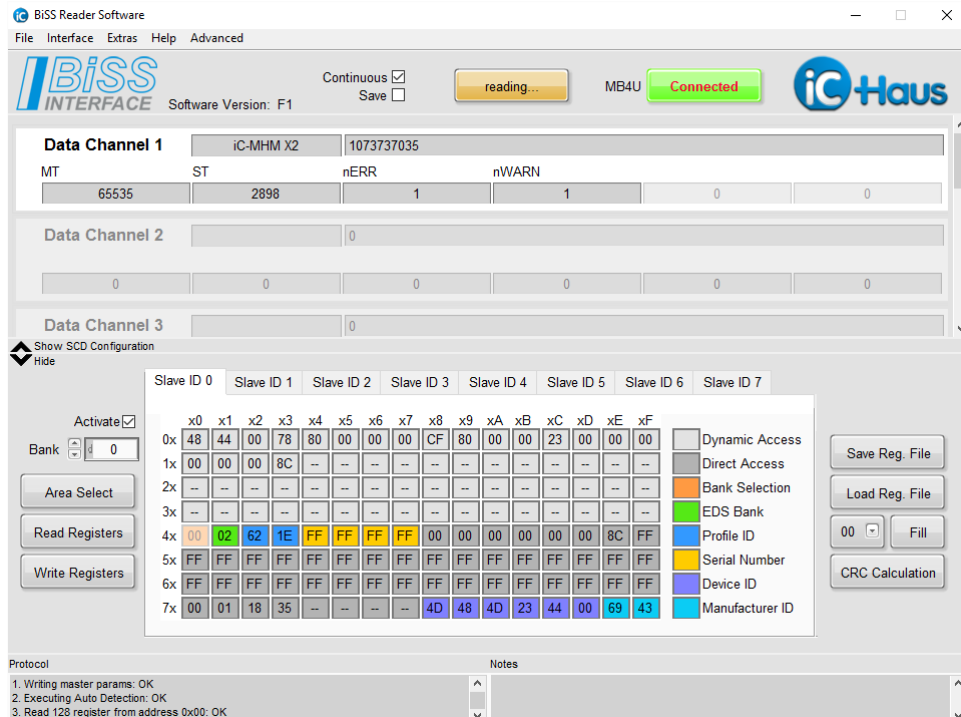 BiSS Reader Software
File Interface Extras Help Advanced
BiSS
INTERFACE
Software Version: F1
Continuous
Save
reading...
MB4U
Connected
iC Haus
Data Channel 1
iC-MHM X2
1073737035
MT ST nERR nWARN
65535 2898 1 1 0 0
Data Channel 2
0
0 0 0 0 0 0
Data Channel 3
0
Show SCD Configuration
Hide
Slave ID 0 Slave ID 1 Slave ID 2 Slave ID 3 Slave ID 4 Slave ID 5 Slave ID 6 Slave ID 7
Activate
Bank d 0
Area Select
Read Registers
Write Registers
x0 x1 x2 x3 x4 x5 x6 x7 x8 x9 xA xB xC xD xE xF
0x 48 44 00 78 80 00 00 00 CF 80 00 00 23 00 00 00 Dynamic Access
1x 00 00 00 8C -- -- -- -- -- -- -- -- -- -- -- -- Direct Access
2x -- -- -- -- -- -- -- -- -- -- -- -- -- -- -- -- Bank Selection
3x -- -- -- -- -- -- -- -- -- -- -- -- -- -- -- -- EDS Bank
4x 00 02 62 1E FF FF FF FF 00 00 00 00 00 00 8C FF Profile ID
5x FF FF FF FF FF FF FF FF FF FF FF FF FF FF FF FF Serial Number
6x FF FF FF FF FF FF FF FF FF FF FF FF FF FF FF FF Device ID
7x 00 01 18 35 -- -- -- -- 4D 48 4D 23 44 00 69 43 Manufacturer ID
Save Reg. File
Load Reg. File
00 Fill
CRC Calculation
Protocol
1. Writing master params: OK
2. Executing Auto Detection: OK
3. Read 128 register from address 0x00: OK
Notes